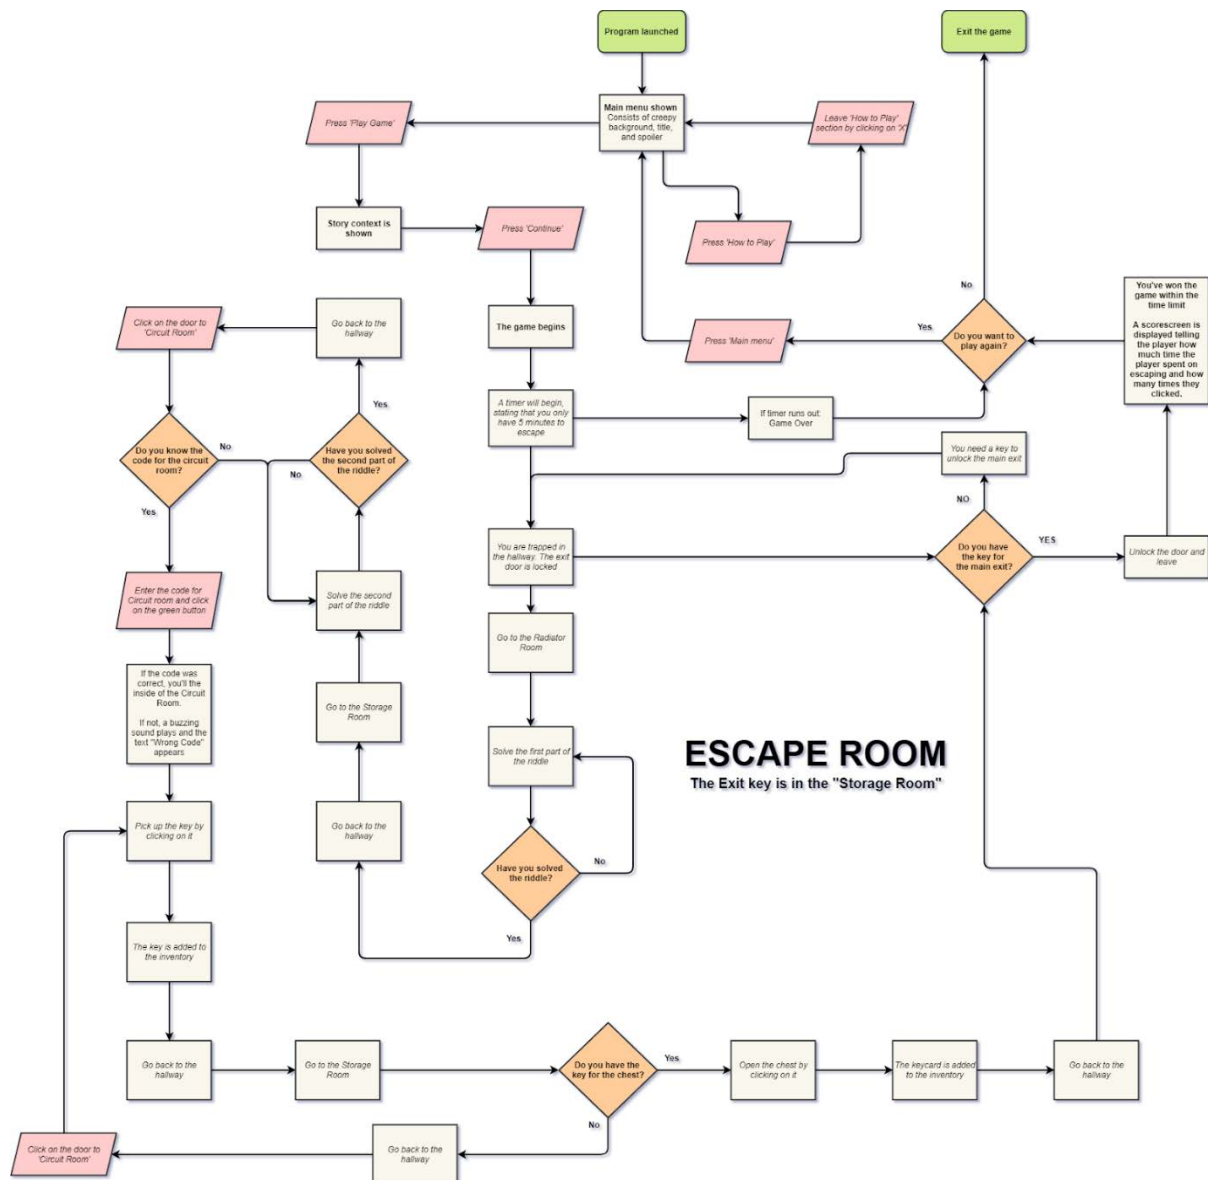 Program launched
Exit the game
Press 'Play Game'
Main menu shown
Consists of creepy
background, title,
and spoiler
Leave 'How to Play'
section by clicking on 'X'
Story context is
shown
Press 'Continue'
Press 'How to Play'
No
You've won the
game within the
time limit
A scorescreen is
displayed telling
the player how
much time the
player spent on
escaping and how
many times they
clicked.
Click on the door to
'Circuit Room'
Go back to the
hallway
The game begins
Press 'Main menu'
Yes
Do you want to
play again?
Yes
A timer will begin,
stating that you only
have 5 minutes to
escape
If timer runs out:
Game Over
Do you know the
code for the circuit
room?
No
No
Have you solved
the second part of
the riddle?
You need a key to
unlock the main exit
Yes
NO
You are trapped in
the hallway. The exit
door is locked
Do you have
the key for
the main exit?
YES
Unlock the door and
leave
Enter the code for
Circuit room and click
on the green button
Solve the second
part of the riddle
Go to the Radiator
Room
If the code was
correct, you'll the
inside of the Circuit
Room.
If not, a buzzing
sound plays and the
text "Wrong Code"
appears
Go to the Storage
Room
Solve the first part of
the riddle
ESCAPE ROOM
The Exit key is in the "Storage Room"
Pick up the key by
clicking on it
Go back to the
hallway
Have you solved
the riddle?
No
Yes
The key is added to
the inventory
Go back to the
hallway
Go to the Storage
Room
Do you have the
key for the chest?
Yes
Open the chest by
clicking on it
The keycard is added
to the inventory
Go back to the
hallway
No
Click on the door to
'Circuit Room'
Go back to the
hallway